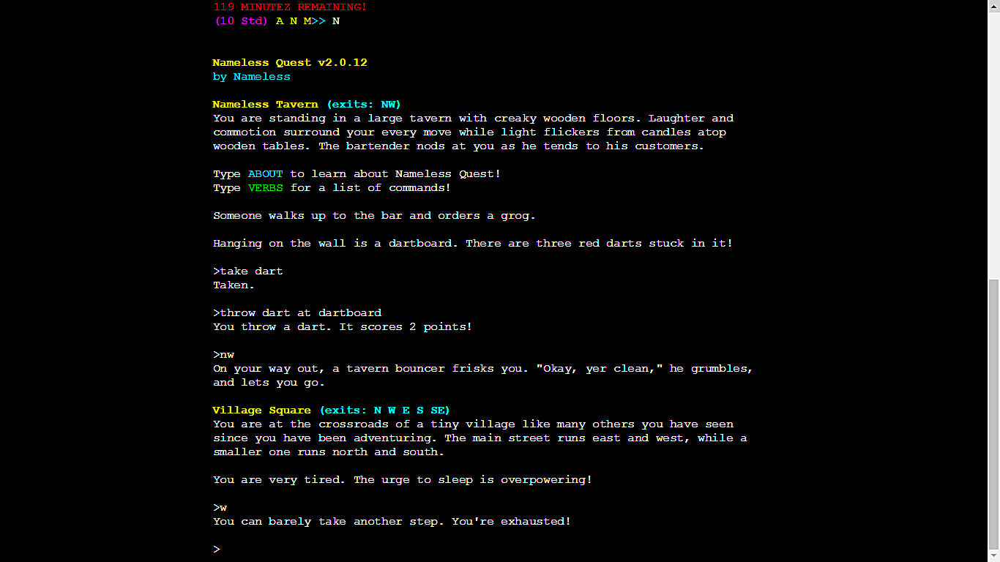 119 MINUTEZ REMAINING!
(10 Std) A N M>> N
Nameless Quest v2.0.12
by Nameless
Nameless Tavern (exits: NW)
You are standing in a large tavern with creaky wooden floors. Laughter and
commotion surround your every move while light flickers from candles atop
wooden tables. The bartender nods at you as he tends to his customers.
Type ABOUT to learn about Nameless Quest!
Type VERBS for a list of commands!
Someone walks up to the bar and orders a grog.
Hanging on the wall is a dartboard. There are three red darts stuck in it!
>take dart
Taken.
>throw dart at dartboard
You throw a dart. It scores 2 points!
>nw
On your way out, a tavern bouncer frisks you. "Okay, yer clean," he grumbles,
and lets you go.
Village Square (exits: N W E S SE)
You are at the crossroads of a tiny village like many others you have seen
since you have been adventuring. The main street runs east and west, while a
smaller one runs north and south.
You are very tired. The urge to sleep is overpowering!
>w
You can barely take another step. You're exhausted!
>